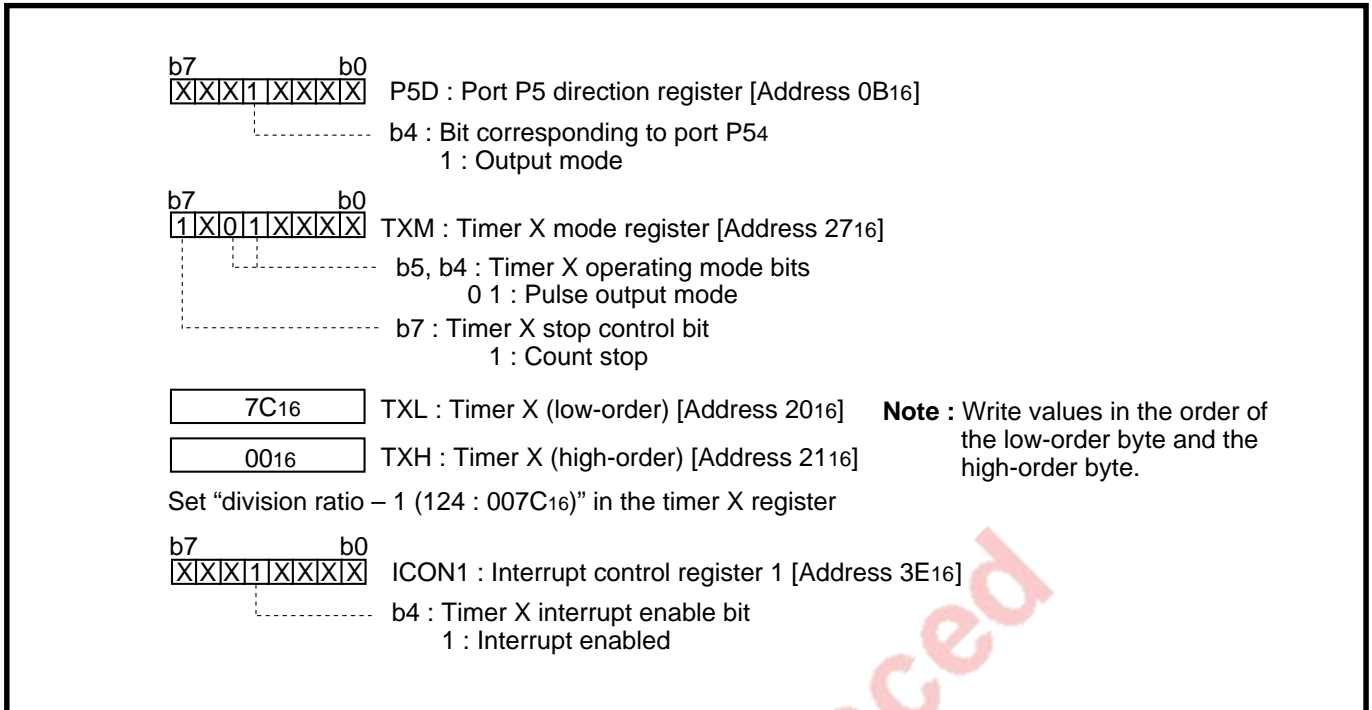 b7 b0
X X X 1 X X X X P5D : Port P5 direction register [Address 0B16]
b4 : Bit corresponding to port P54
1 : Output mode
b7 b0
1 X 0 1 X X X X TXM : Timer X mode register [Address 2716]
b5, b4 : Timer X operating mode bits
0 1 : Pulse output mode
b7 : Timer X stop control bit
1 : Count stop
7C16 TXL : Timer X (low-order) [Address 2016] Note : Write values in the order of
the low-order byte and the
0016 TXH : Timer X (high-order) [Address 2116]
high-order byte.
Set “division ratio – 1 (124 : 007C16)” in the timer X register
b7 b0
X X X 1 X X X X ICON1 : Interrupt control register 1 [Address 3E16]
b4 : Timer X interrupt enable bit
1 : Interrupt enabled
ced